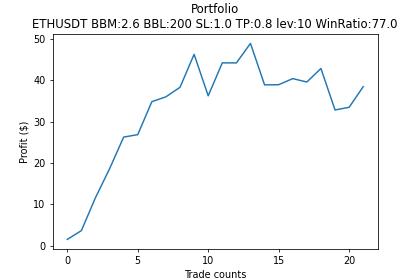 Portfolio
ETHUSDT BBM:2.6 BBL:200 SL:1.0 TP:0.8 lev:10 WinRatio:77.0
50
40
30
20
10
0
Profit ($)
0 5 10 15 20
Trade counts